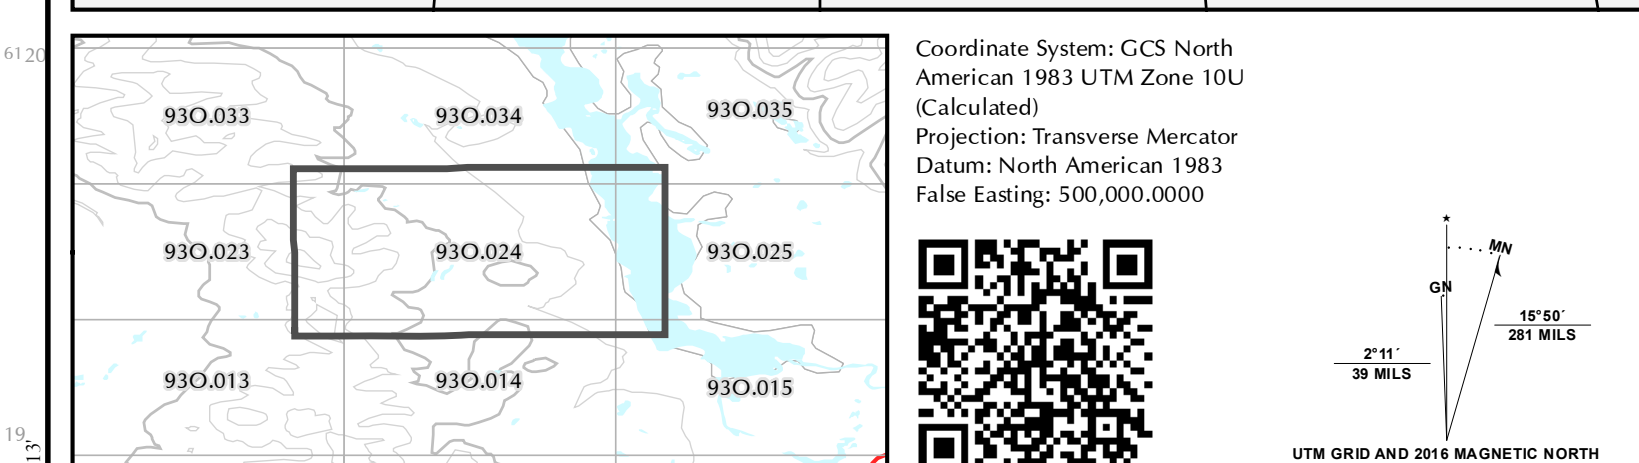 6120
93O.033
93O.034
93O.035
93O.023
93O.024
93O.025
93O.013
93O.014
93O.015
19
13'
Coordinate System: GCS North
American 1983 UTM Zone 10U
(Calculated)
Projection: Transverse Mercator
Datum: North American 1983
False Easting: 500,000.0000
MN
GN
15°50´
281 MILS
2°11´
39 MILS
UTM GRID AND 2016 MAGNETIC NORTH